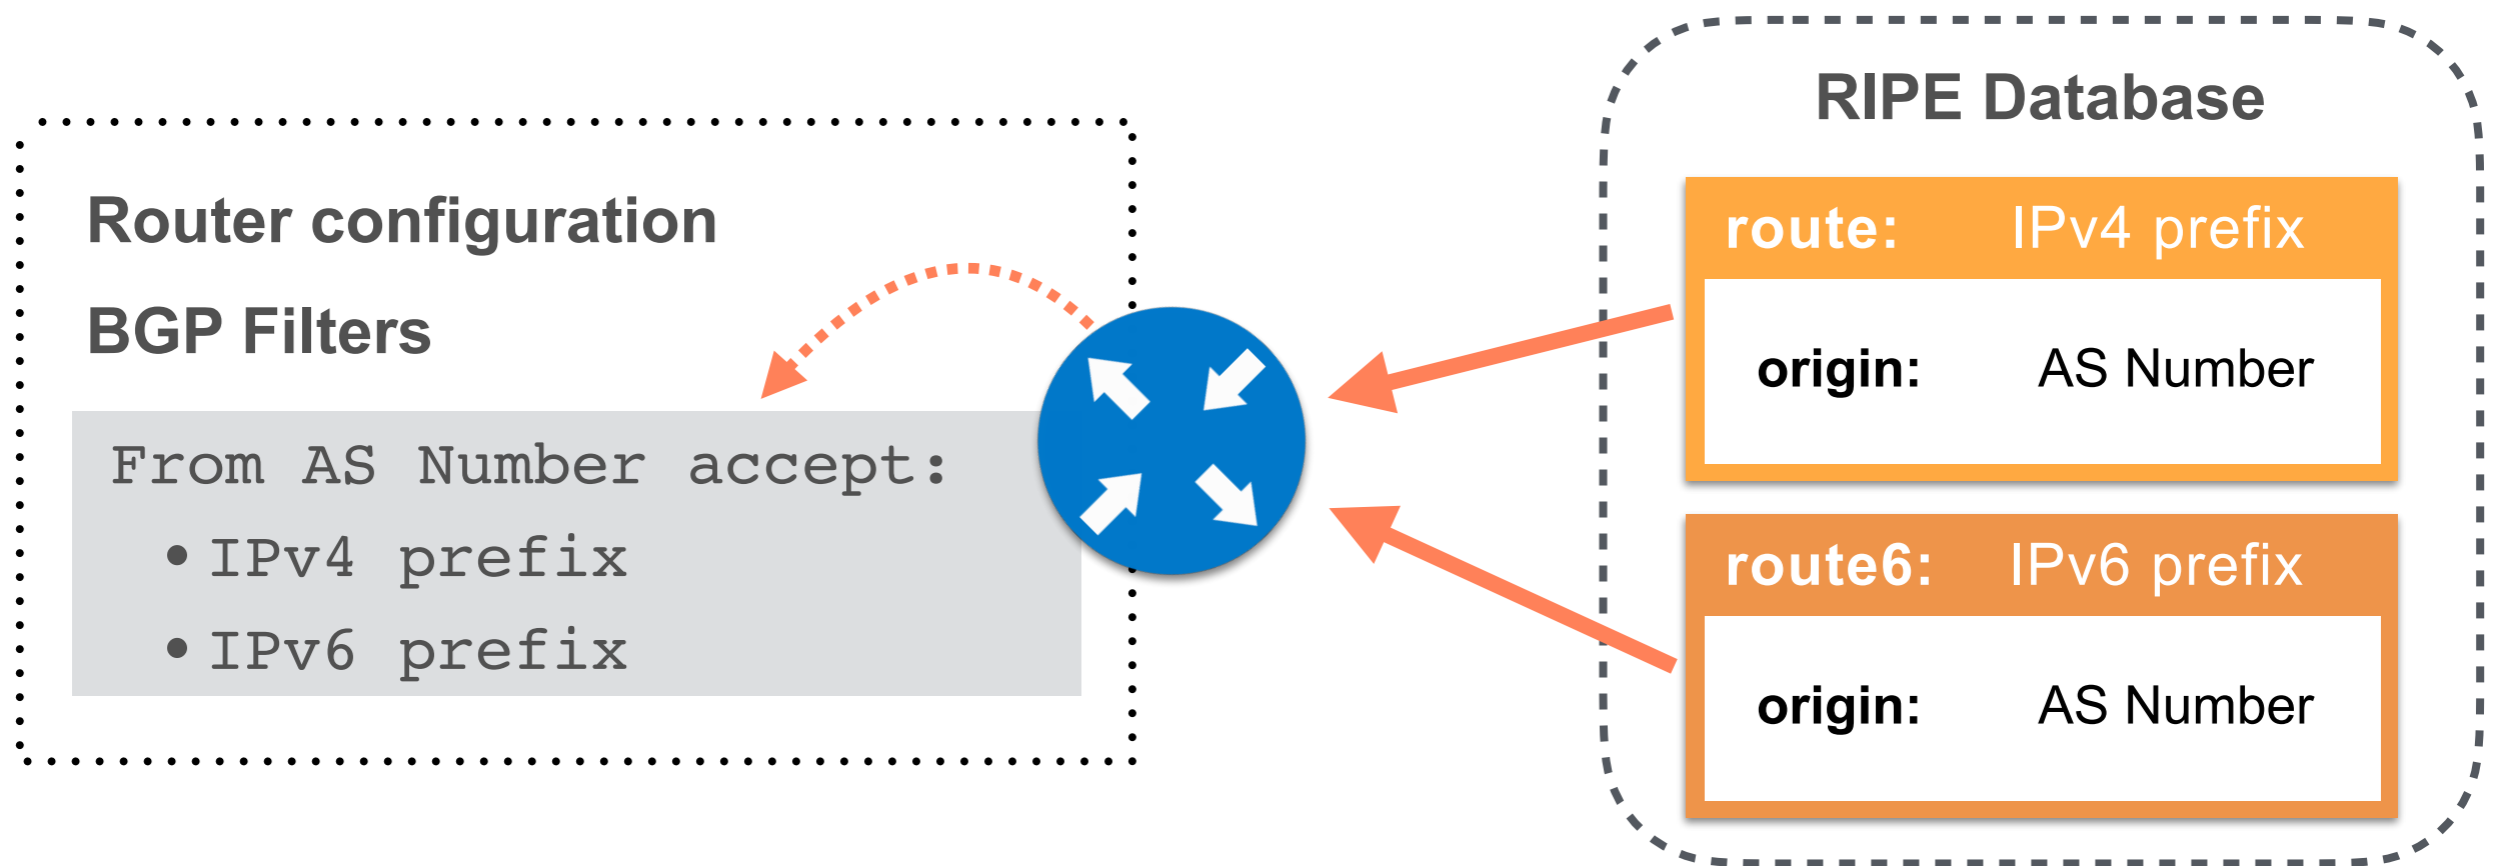 Router configuration
BGP Filters
From AS Number accept:
• IPv4 prefix
• IPv6 prefix
RIPE Database
route: IPv4 prefix
origin: AS Number
route6: IPv6 prefix
origin: AS Number